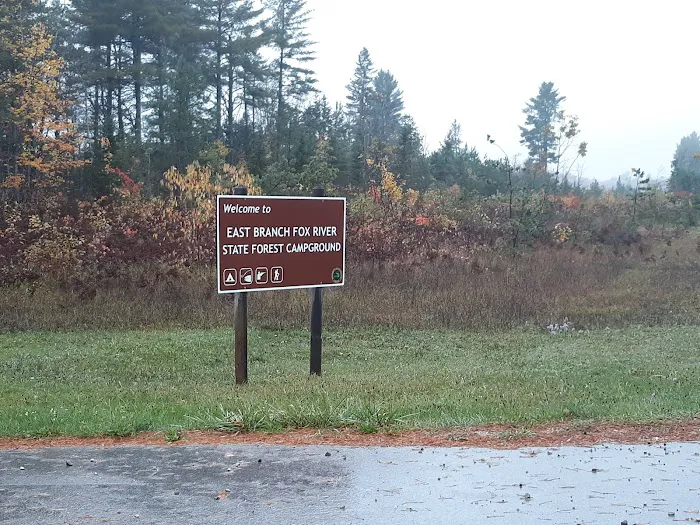 Welcome to
EAST BRANCH FOX RIVER
STATE FOREST CAMPGROUND